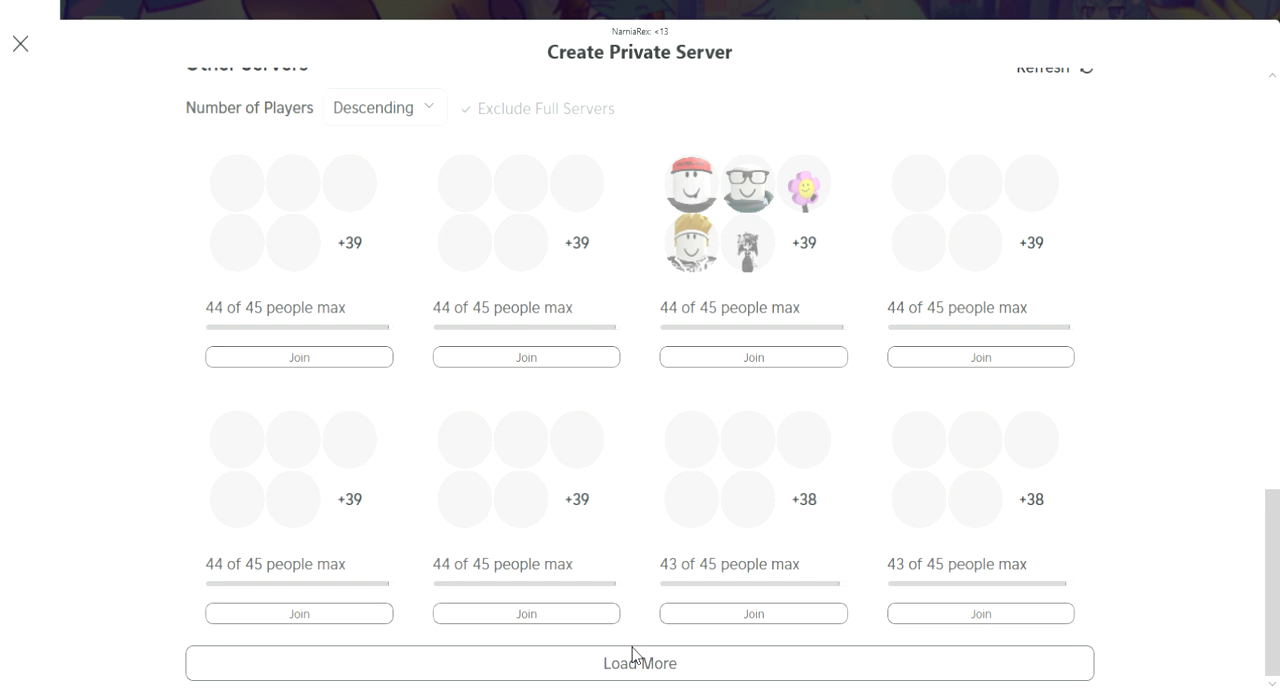 NarniaRex: <13
Create Private Server
Other Servers
Refresh
Number of Players Descending Exclude Full Servers
+39 +39 +39 +39
44 of 45 people max 44 of 45 people max 44 of 45 people max 44 of 45 people max
Join Join Join Join
+39 +39 +38 +38
44 of 45 people max 44 of 45 people max 43 of 45 people max 43 of 45 people max
Join Join Join Join
Load More